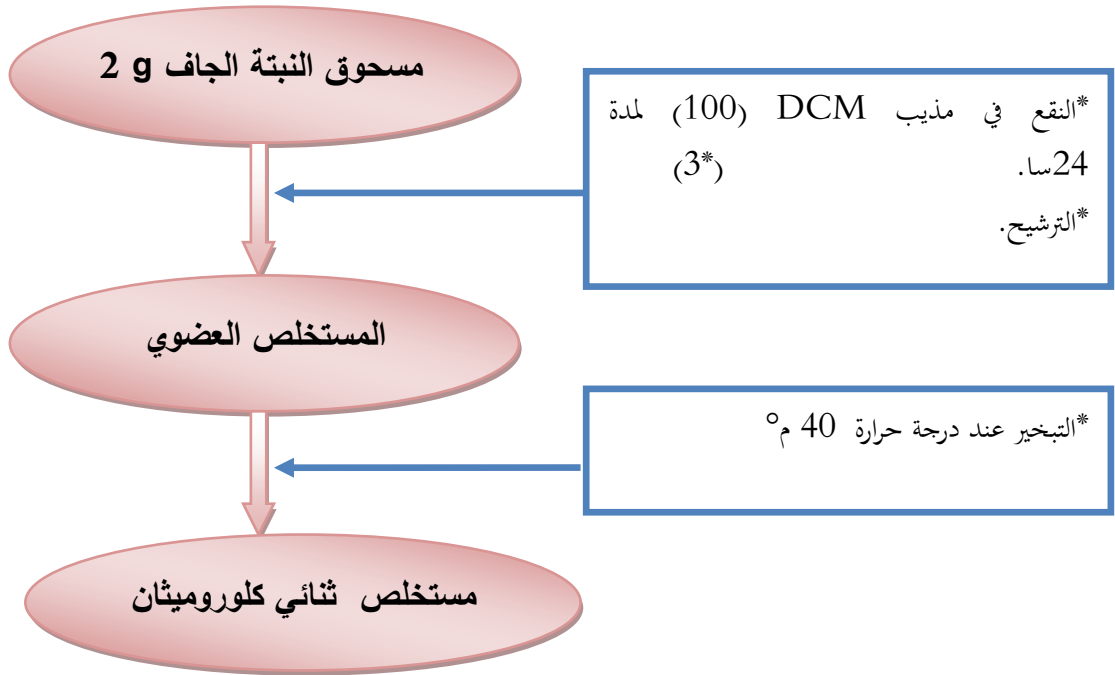 مسحوق النبتة الجاف 2 g
*النقع في مذيب DCM (100) لمدة
24سا. (3*)
*الترشيح.
المستخلص العضوي
*التبخير عند درجة حرارة 40 م°
مستخلص ثنائي كلوروميثان